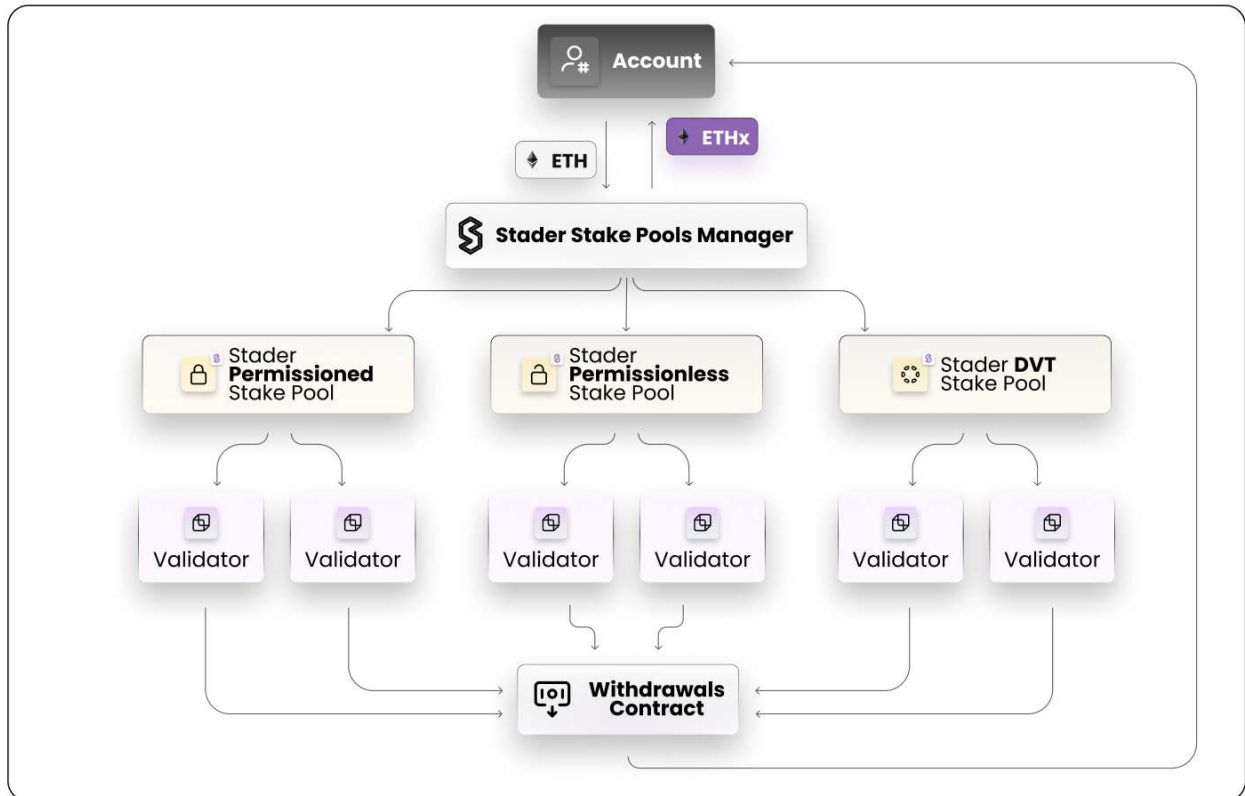 Account
ETHx
ETH
Stader Stake Pools Manager
Stader
Permissioned
Stake Pool
Stader
Permissionless
Stake Pool
Stader DVT
Stake Pool
Validator
Validator
Validator
Validator
Validator
Validator
Withdrawals
Contract